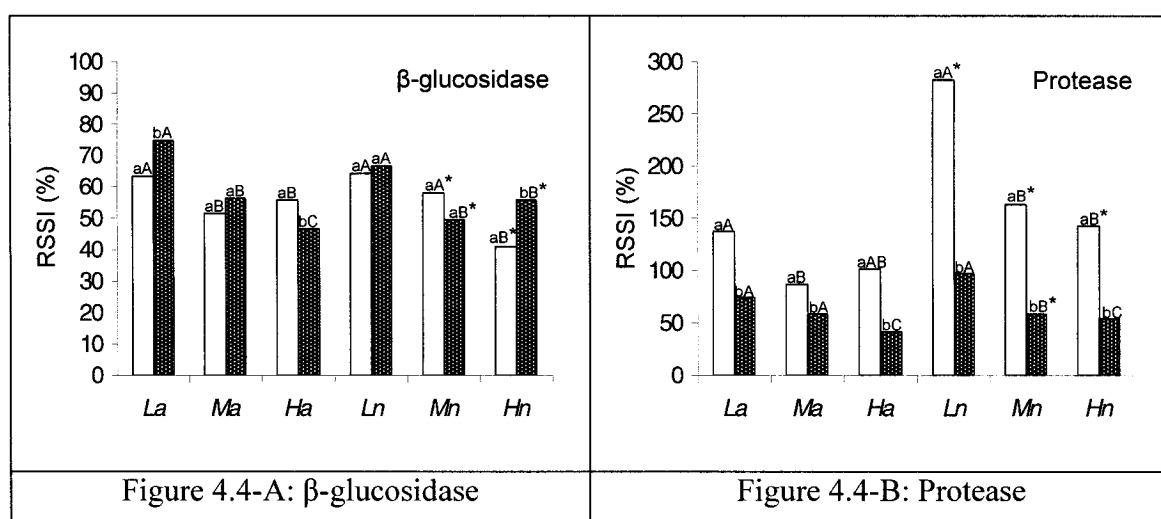 β-glucosidase
RSSI (%)
100
90
80
70
60
50
40
30
20
10
0
aA bA aB aB aB bC aA aA aA* aB* aB* bB*
La Ma Ha Ln Mn Hn
Figure 4.4-A: β-glucosidase
Protease
RSSI (%)
300
250
200
150
100
50
0
aA bA aB bA aAB bC aA* bA aB* bB* aB* bC
La Ma Ha Ln Mn Hn
Figure 4.4-B: Protease